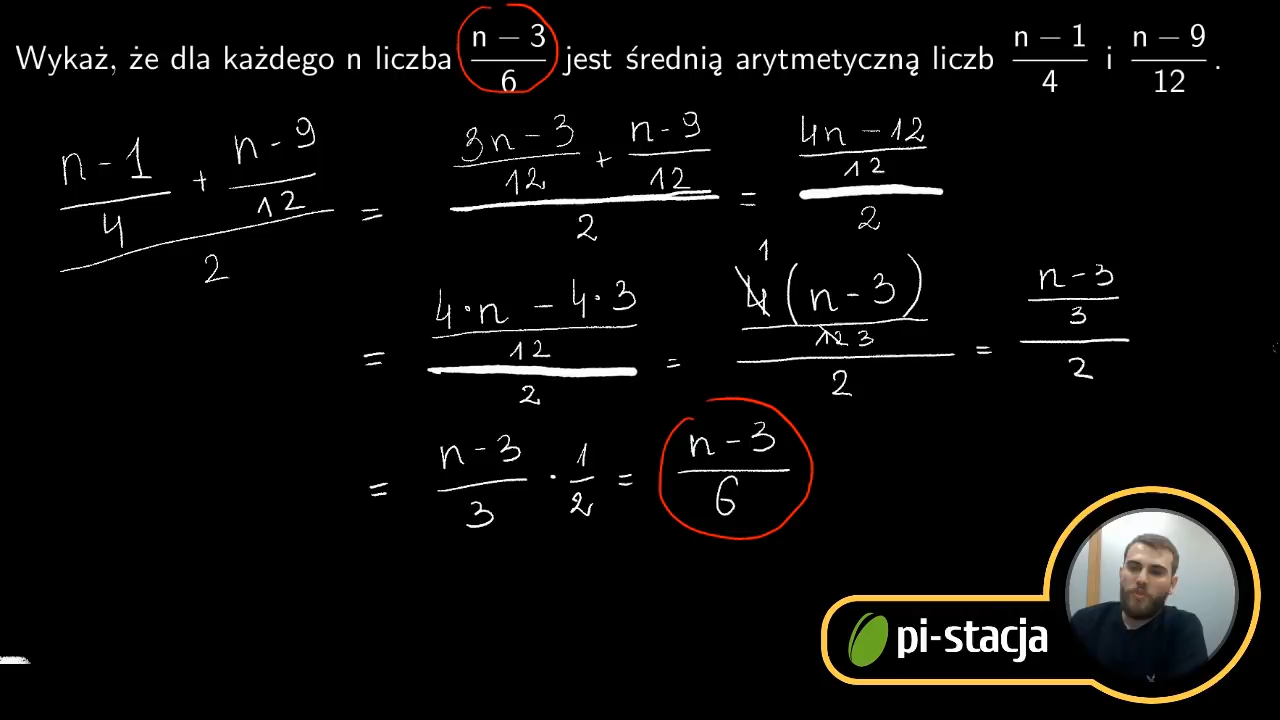 Wykaż, że dla każdego n liczba (n − 3)/6 jest średnią arytmetyczną liczb (n − 1)/4 i (n − 9)/12.
((n − 1)/4 + (n − 9)/12)/2 = ((3n − 3)/12 + (n − 9)/12)/2 = ((4n − 12)/12)/2
= ((4·n − 4·3)/12)/2 = (4 1 (n − 3)/12 3)/2 = ((n − 3)/3)/2
= (n − 3)/3 · 1/2 = (n − 3)/6
pi-stacja